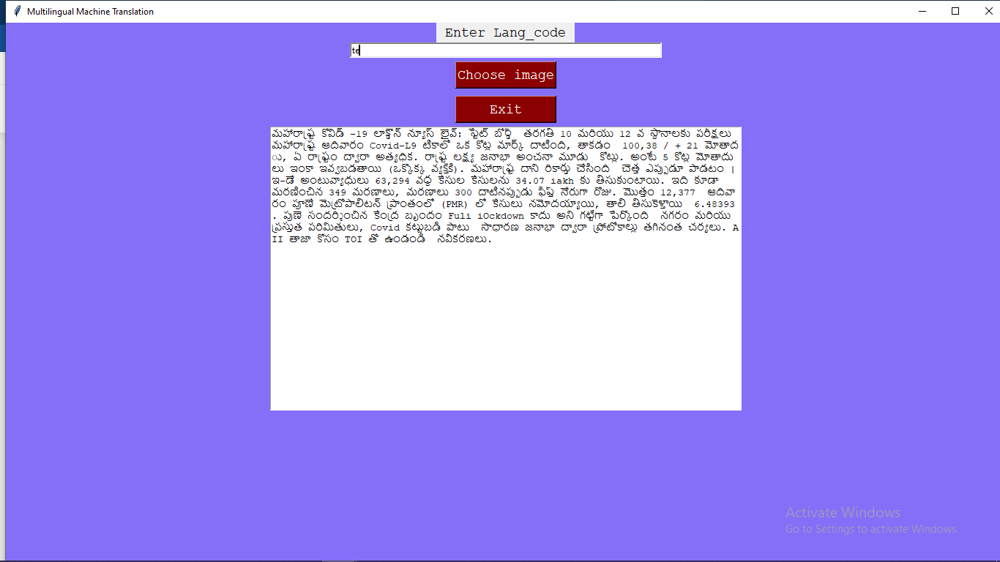 Multilingual Machine Translation
Enter Lang_code
te
Choose image
Exit
మహారాష్ట్ర కోవిడ్ -19 లాక్డౌన్ న్యూస్ లైవ్: స్టేట్ బోర్డ్ తరగతి 10 మరియు 12 వ స్థానాలకు పరీక్షలు
మహారాష్ట్ర ఆదివారం Covid-L9 టీకాలో ఒక కోట్ల మార్క్ దాటింది, తాకడం 100,38 / + 21 మోతాద
ులు, ఏ రాష్ట్రం ద్వారా అత్యధిక. రాష్ట్ర లక్ష్య జనాభా అంచనా మూడు కోట్లు. అంటే 5 కోట్ల మోతాదు
లు ఇంకా ఇవ్వబడతాయి (ఒక్కొక్క వ్యక్తికి). మహారాష్ట్ర దాని రికార్డు చేసింది చెత్త ఎప్పుడూ పాడటం |
ఇ-డే అంటువ్యాధులు 63,294 వద్ద కేసుల కేసులను 34.07 iakh కు తీసుకుంటాయి. ఇది కూడా
మరణించిన 349 మరణాలు, మరణాలు 300 దాటినప్పుడు ఫిఫ్త్ నేరుగా రోజు. మొత్తం 12,377 ఆదివా
రం పూణే మెట్రోపాలిటన్ ప్రాంతంలో (PMR) లో కేసులు నమోదయ్యాయి, తాలి తీసుకెళ్తాయి 6.48393
. పుణె సందర్శించిన కేంద్ర బృందం Fuli iOckdown కాదు అని గట్టిగా పేర్కొంది నగరం మరియు
ప్రస్తుత పరిమితులు, Covid కట్టుబడి పాటు సాధారణ జనాభా ద్వారా ప్రోటోకాల్లు తగినంత చర్యలు. A
II తాజా కోసం TOI తో ఉండండి నవీకరణలు.
Activate Windows
Go to Settings to activate Windows.